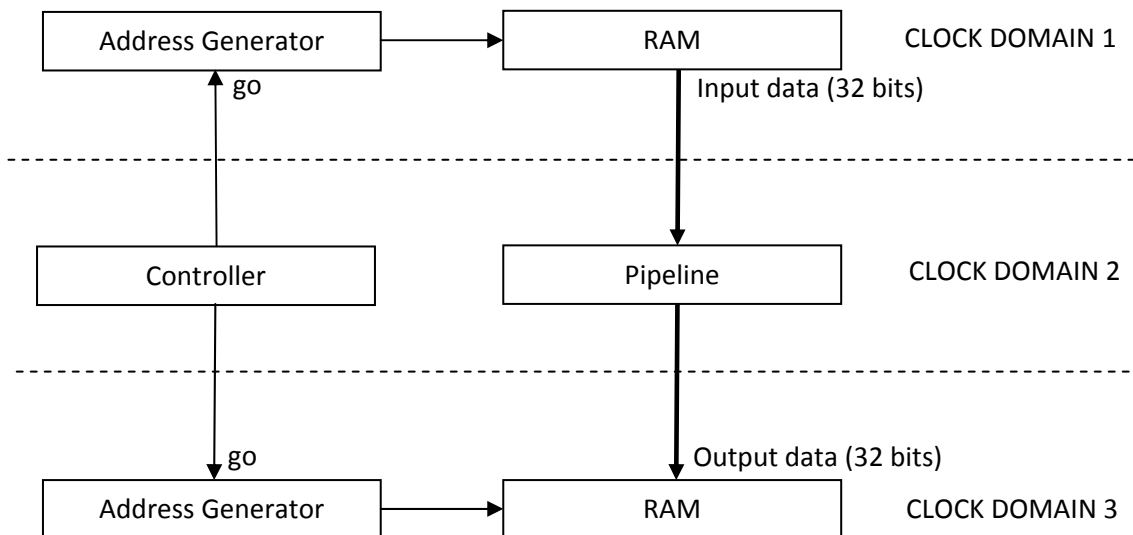 Address Generator
RAM
CLOCK DOMAIN 1
go
Input data (32 bits)
Controller
Pipeline
CLOCK DOMAIN 2
go
Output data (32 bits)
Address Generator
RAM
CLOCK DOMAIN 3